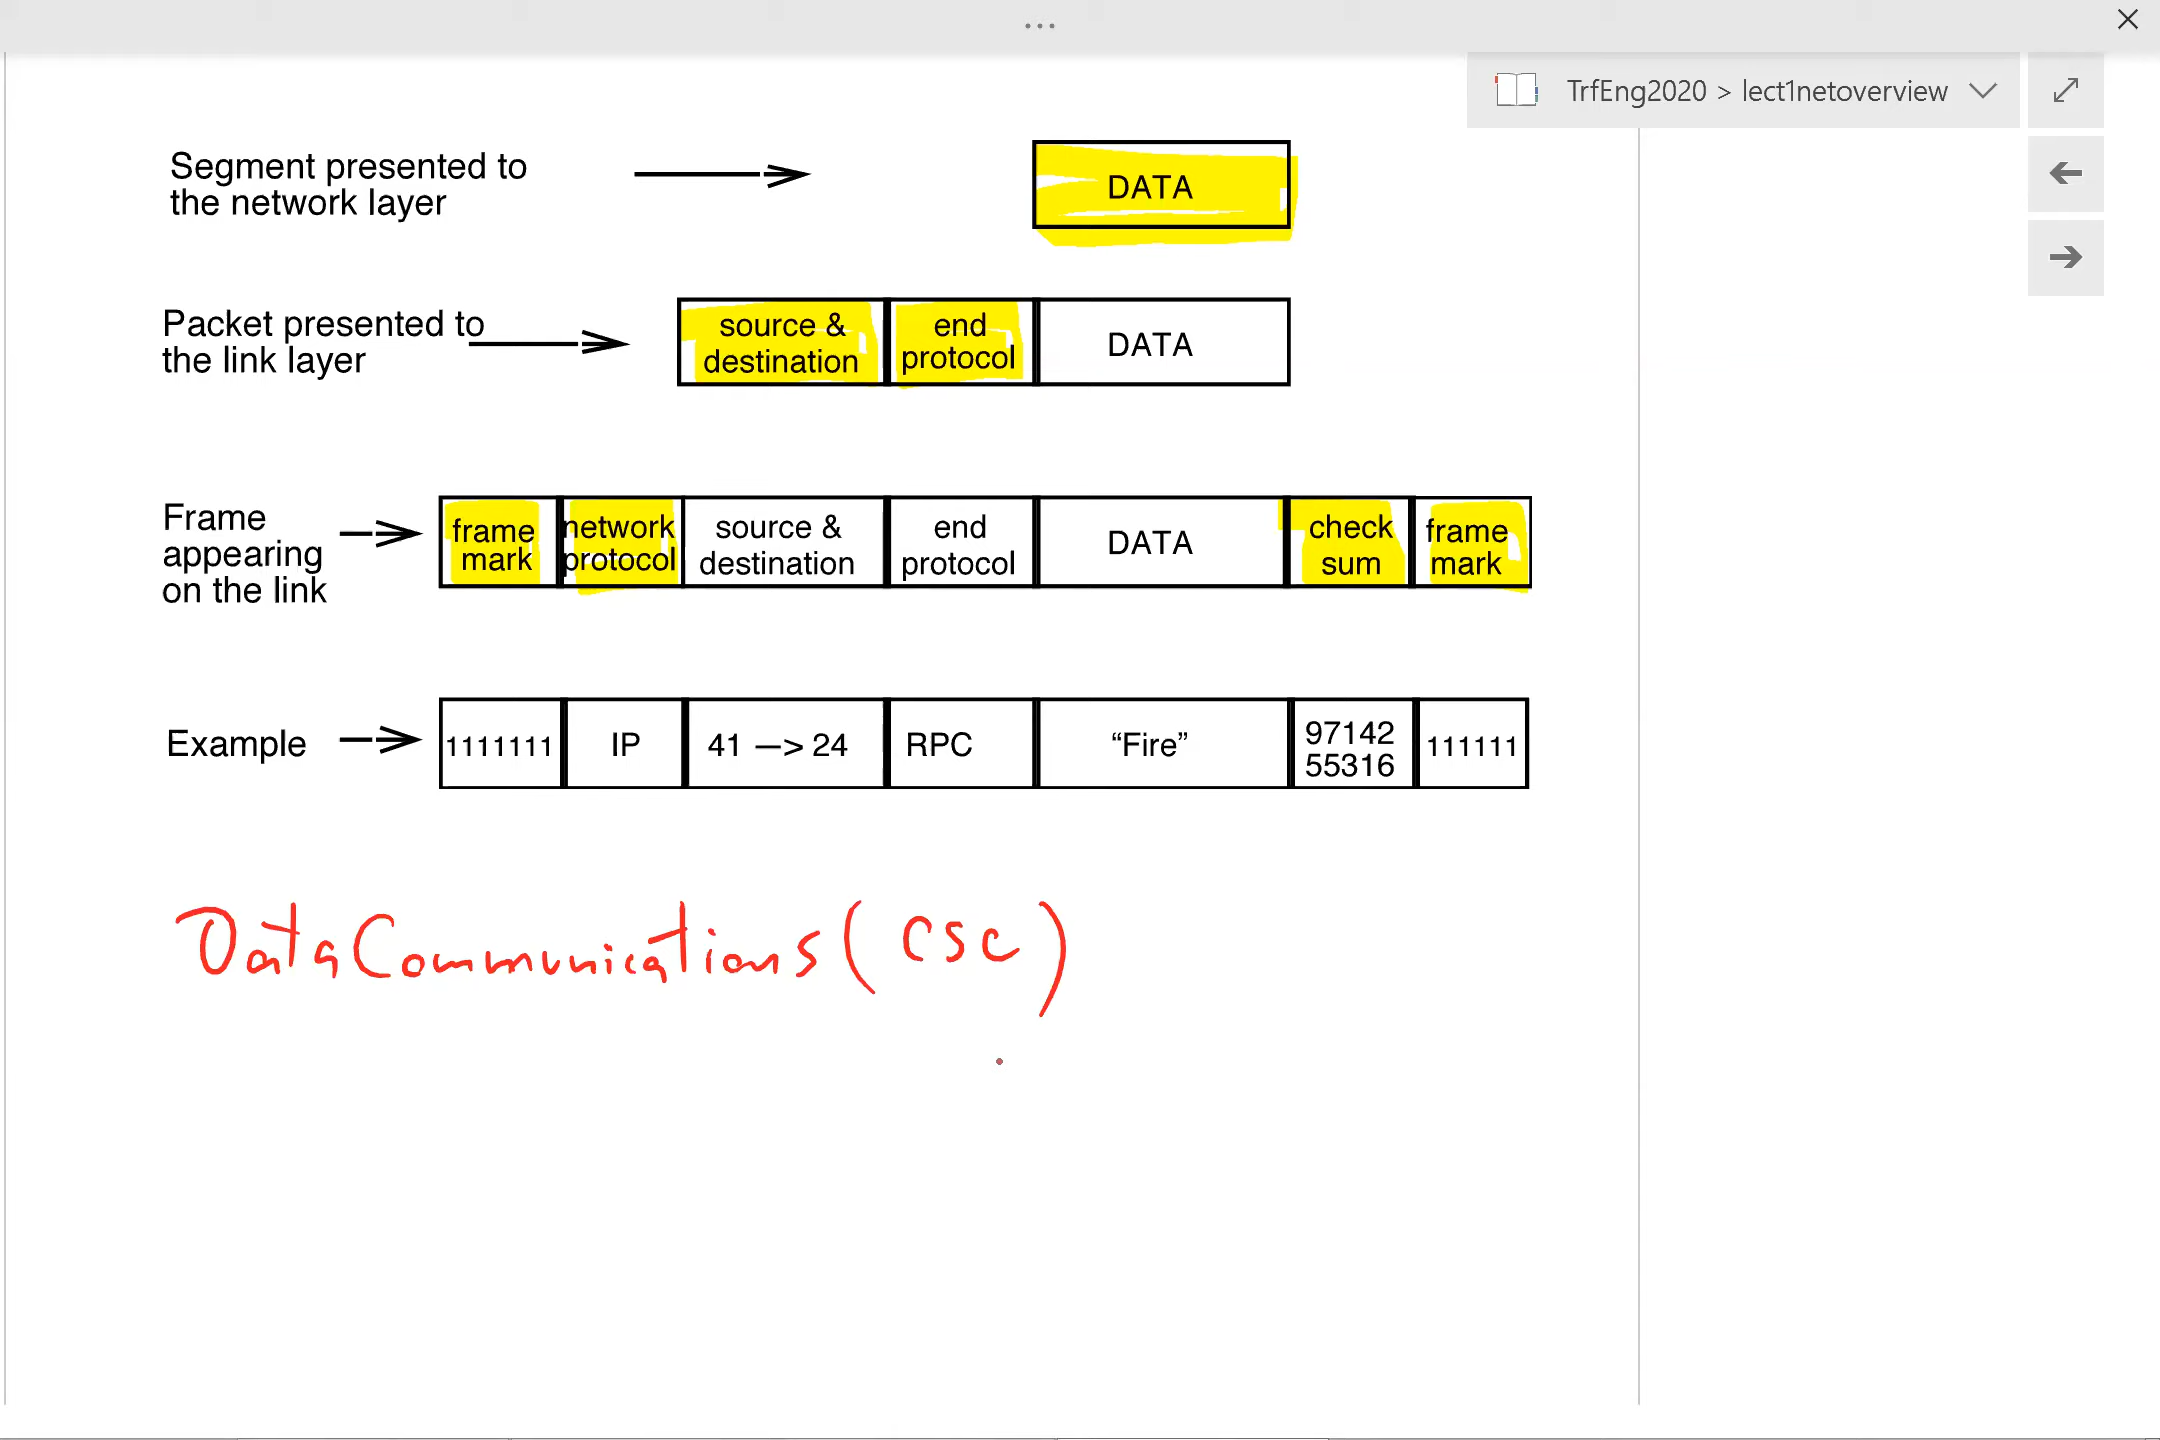 TrfEng2020 > lect1netoverview
Segment presented to
the network layer
DATA
Packet presented to
the link layer
source &
destination
end
protocol
DATA
Frame
appearing
on the link
frame
mark
network
protocol
source &
destination
end
protocol
DATA
check
sum
frame
mark
Example
1111111
IP
41 —> 24
RPC
“Fire”
97142
55316
111111
Data Communications (CSC)